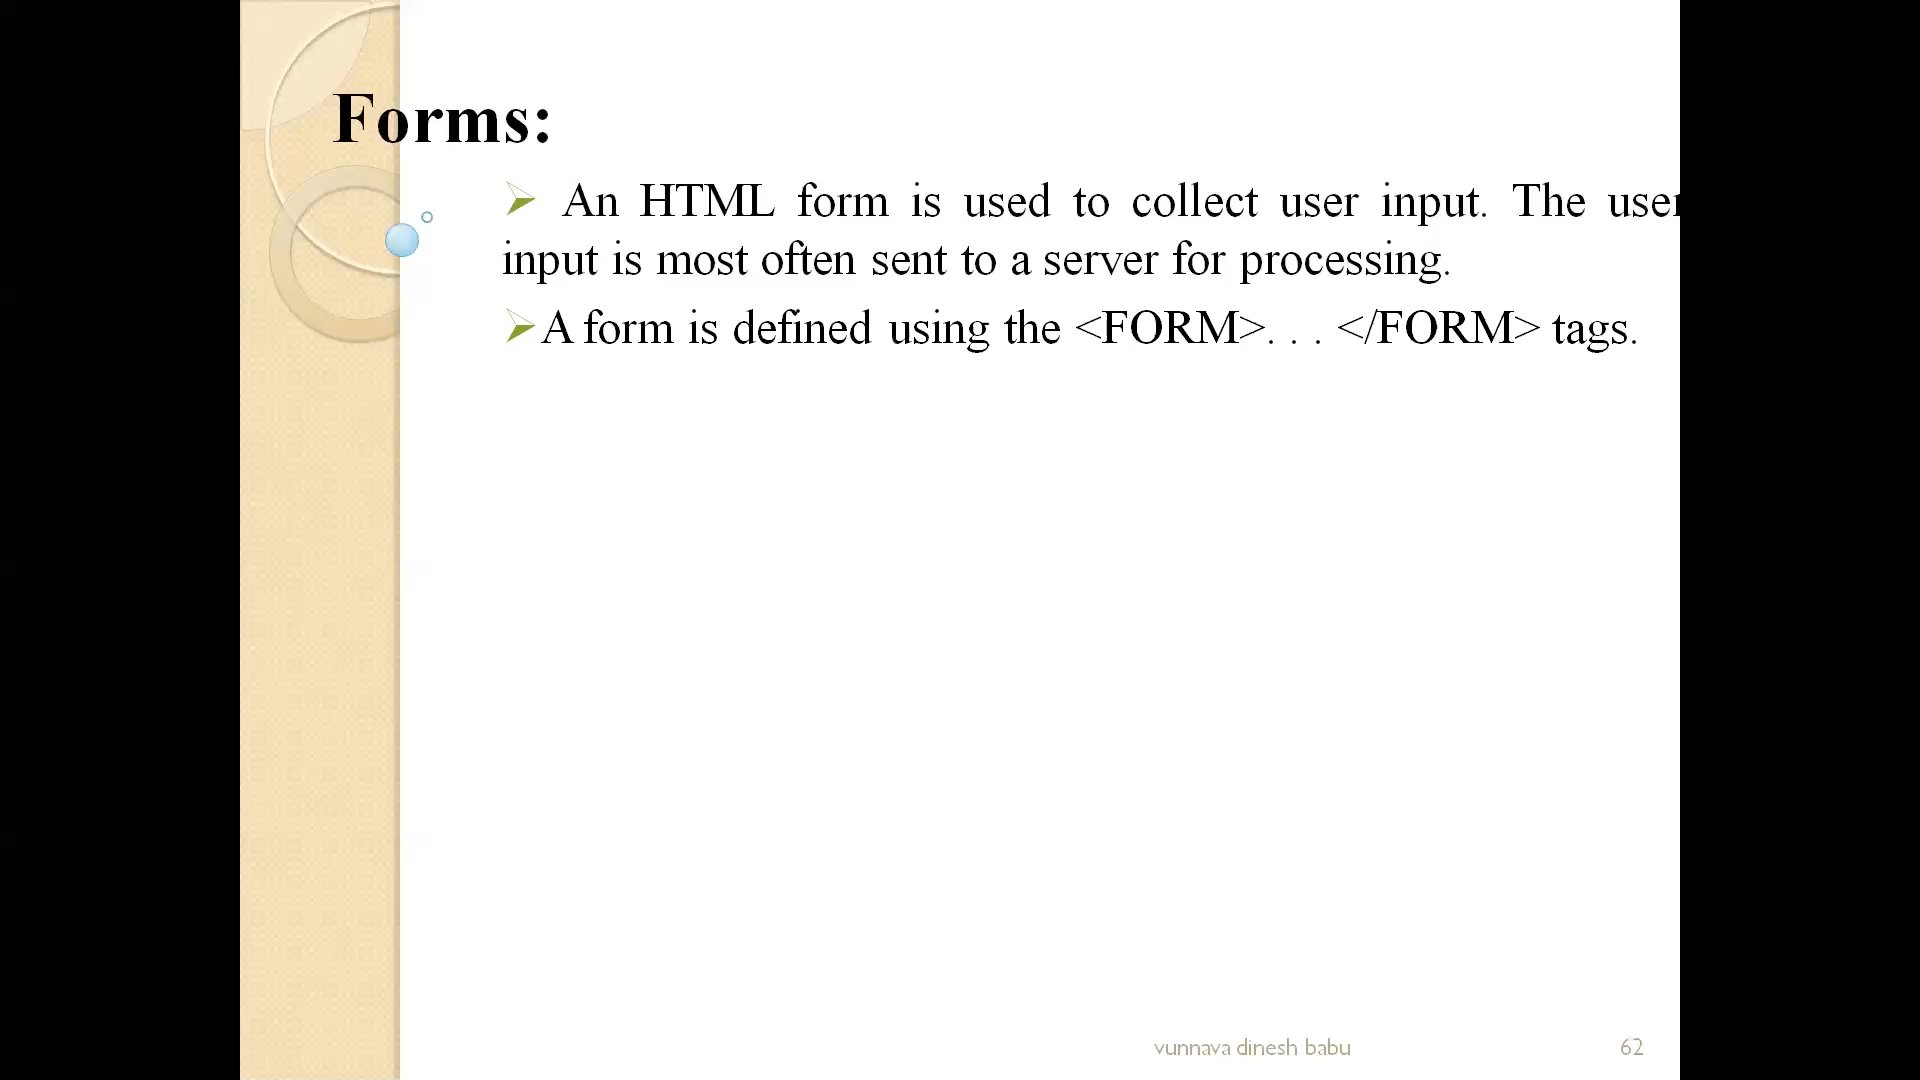 Forms:
➢ An HTML form is used to collect user input. The user
input is most often sent to a server for processing.
➢A form is defined using the <FORM>. . . </FORM> tags.
vunnava dinesh babu
62